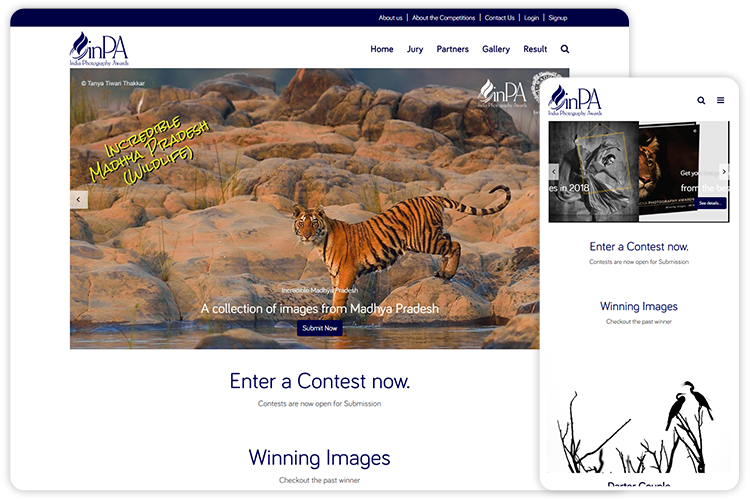 About us | About the Competitions | Contact Us | Login | Signup
inPA
India Photography Awards
Home Jury Partners Gallery Result
© Tanya Tiwari Thakkar
inPA
Incredible
Madhya Pradesh
(Wildlife)
Incredible Madhya Pradesh
A collection of images from Madhya Pradesh
Submit Now
Enter a Contest now.
Contests are now open for Submission
Winning Images
Checkout the past winner
inPA
India Photography Awards
es in 2018
Get you
from the bes
PHOTOGRAPHY AWARDS
See details...
Enter a Contest now.
Contests are now open for Submission
Winning Images
Checkout the past winner
Darter Couple